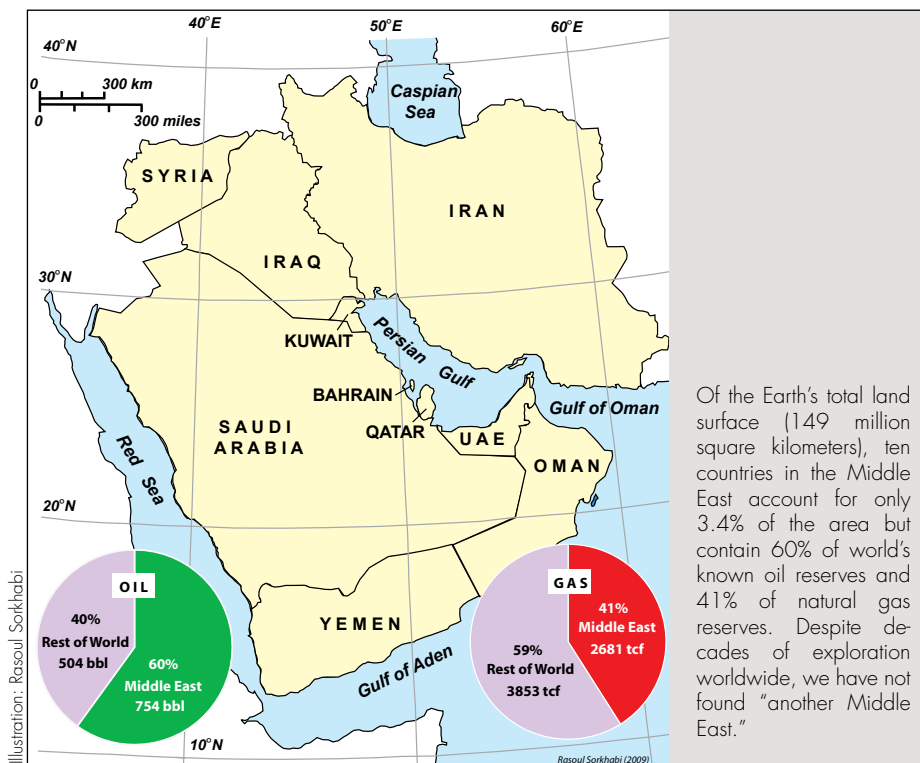 40°E
50°E
60°E
40°N
0 300 km
0 300 miles
Caspian
Sea
SYRIA
IRAN
IRAQ
30°N
KUWAIT
Persian Gulf
BAHRAIN
Gulf of Oman
QATAR
UAE
SAUDI
ARABIA
OMAN
Red Sea
20°N
OIL
40%
Rest of World
504 bbl
60%
Middle East
754 bbl
YEMEN
Gulf of Aden
GAS
41%
Middle East
2681 tcf
59%
Rest of World
3853 tcf
10°N
Rasoul Sorkhabi (2009)
Illustration: Rasoul Sorkhabi
Of the Earth’s total land
surface (149 million
square kilometers), ten
countries in the Middle
East account for only
3.4% of the area but
contain 60% of world’s
known oil reserves and
41% of natural gas
reserves. Despite de-
cades of exploration
worldwide, we have not
found “another Middle
East.”